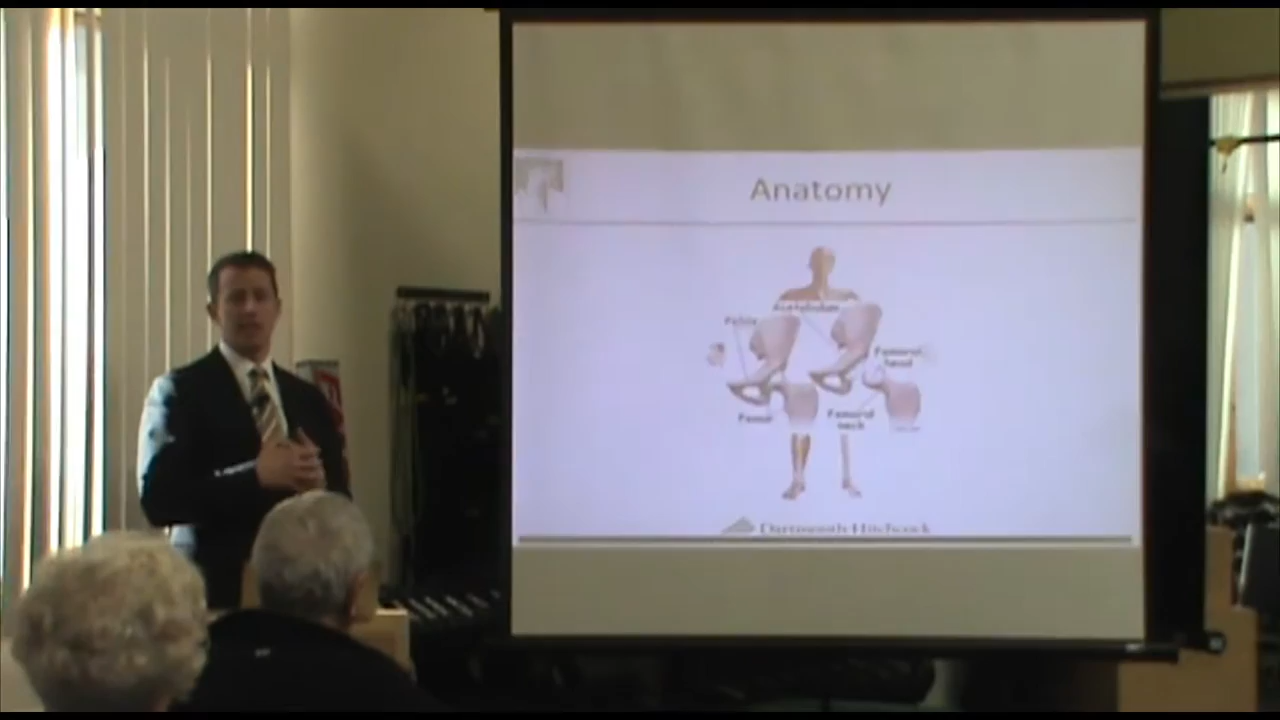 Anatomy
Acetabulum
Pelvis
Femoral
head
Femur
Femoral
neck
Dartmouth-Hitchcock